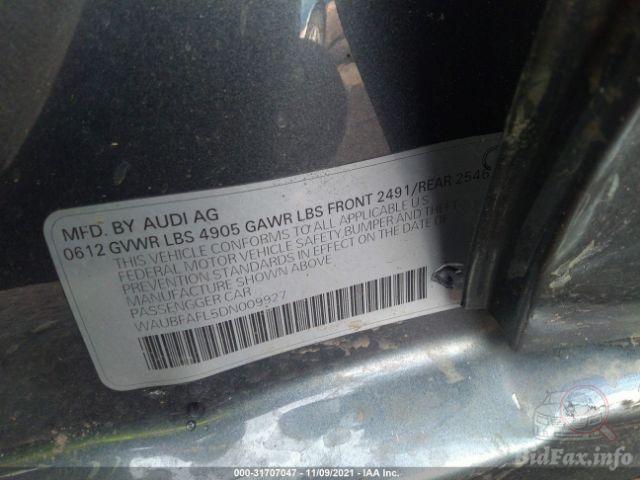 MFD. BY AUDI AG
0612 GVWR LBS 4905 GAWR LBS FRONT 2491/REAR 2546
THIS VEHICLE CONFORMS TO ALL APPLICABLE U.S
FEDERAL MOTOR VEHICLE SAFETY, BUMPER AND THEFT
PREVENTION STANDARDS IN EFFECT ON THE DATE OF
MANUFACTURE SHOWN ABOVE
PASSENGER CAR
WAUBFAFL5DN009927
000-31707047 — 11/09/2021 — IAA Inc.
BidFax.info